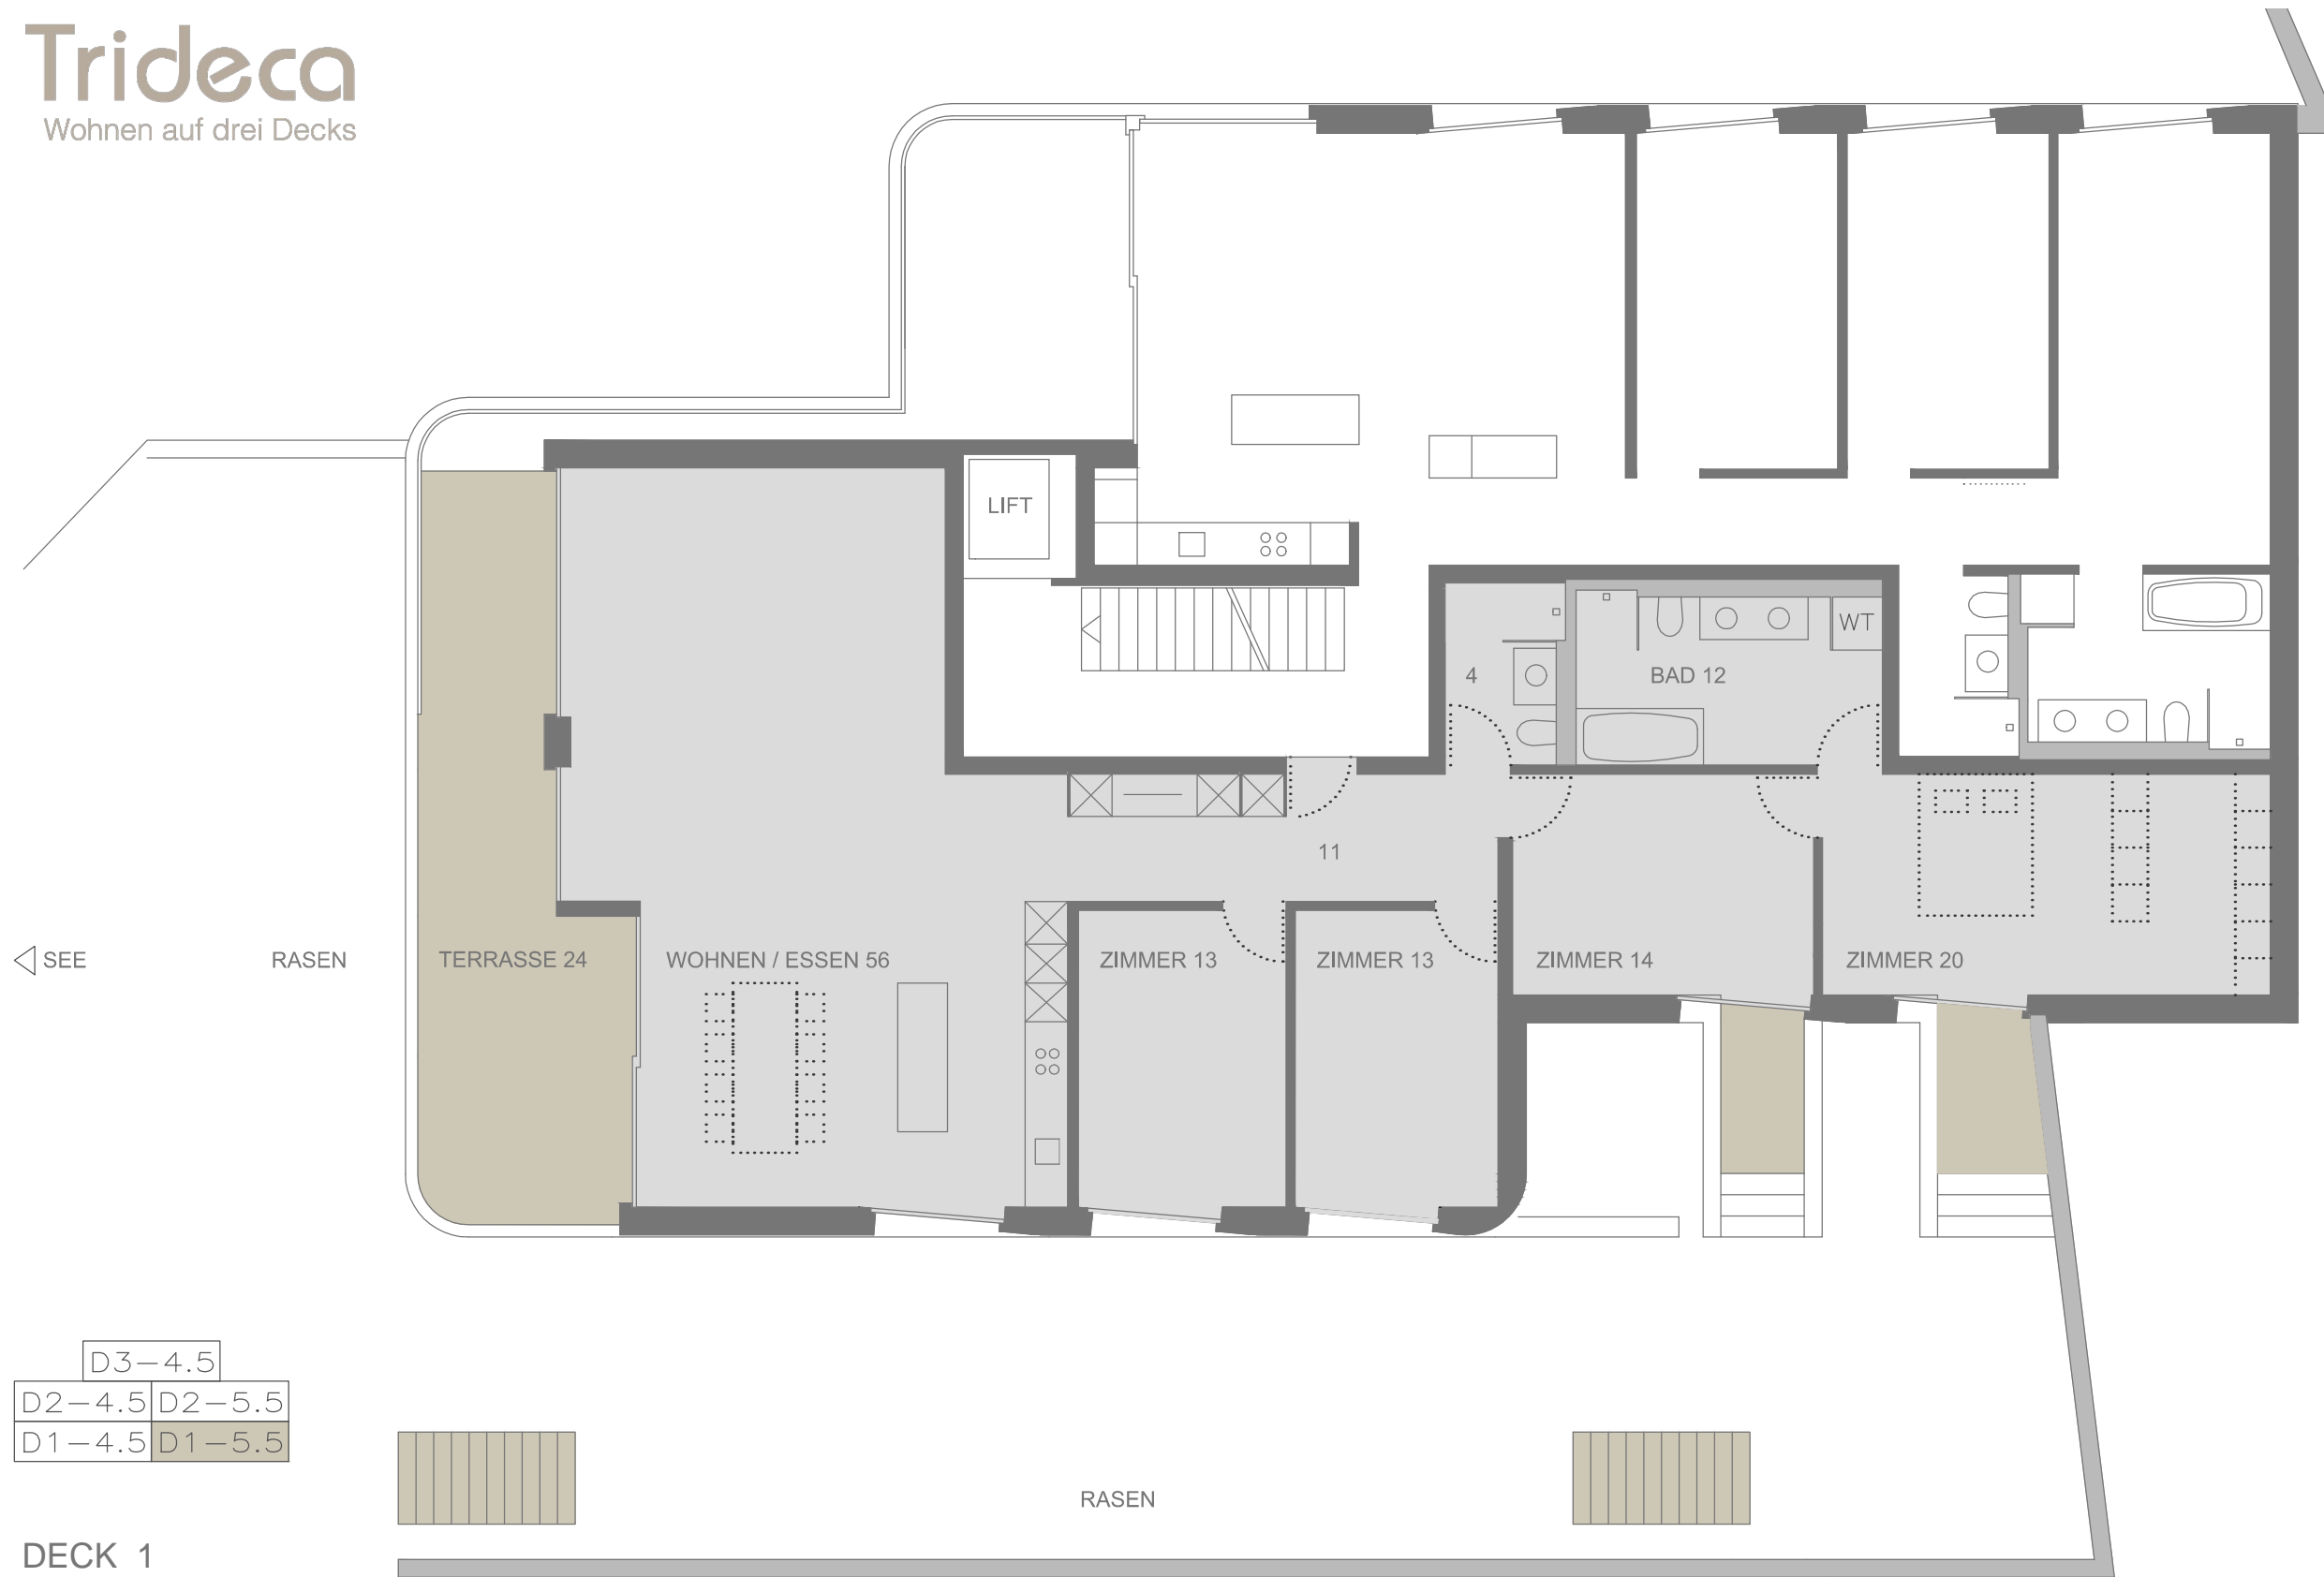 Trideca
Wohnen auf drei Decks
LIFT
WT
4
BAD 12
11
SEE
RASEN
TERRASSE 24
WOHNEN / ESSEN 56
ZIMMER 13
ZIMMER 13
ZIMMER 14
ZIMMER 20
D3-4.5
D2-4.5 D2-5.5
D1-4.5 D1-5.5
RASEN
DECK 1